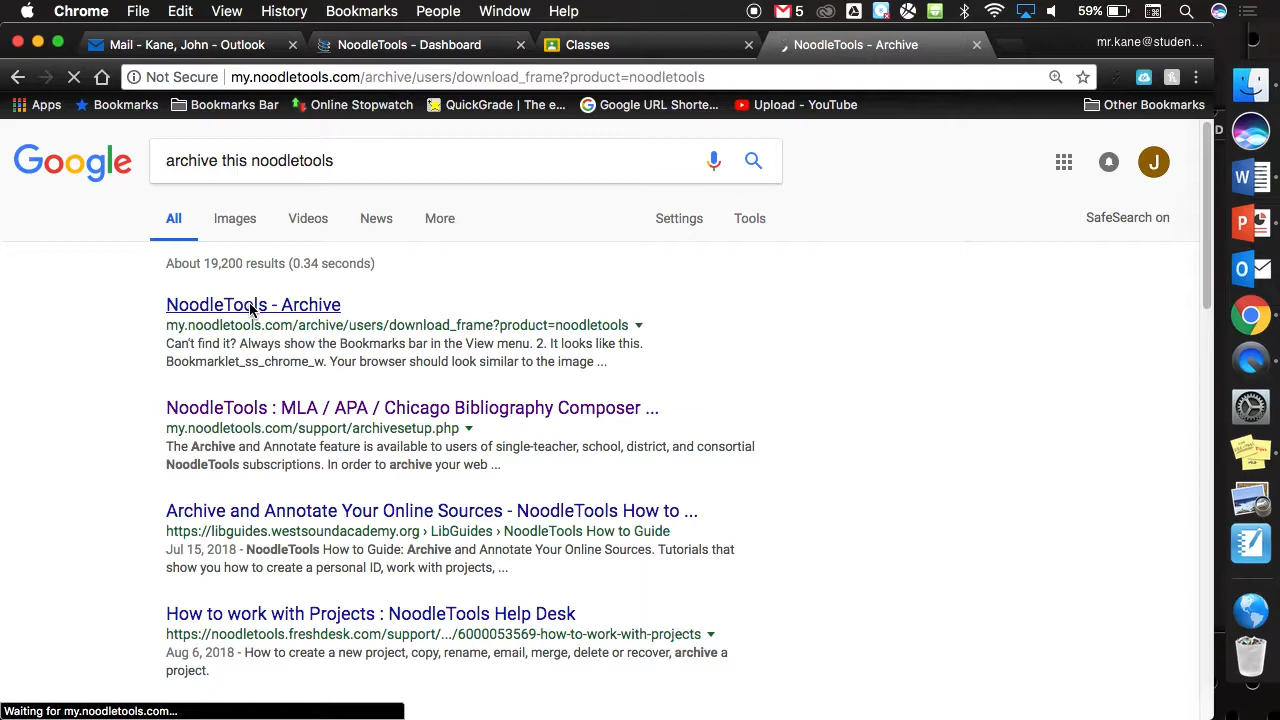 Chrome File Edit View History Bookmarks People Window Help 5 59%
Mail - Kane, John - Outlook NoodleTools - Dashboard Classes NoodleTools - Archive mr.kane@studen...
Not Secure my.noodletools.com/archive/users/download_frame?product=noodletools
Apps Bookmarks Bookmarks Bar Online Stopwatch QuickGrade | The e... Google URL Shorte... Upload - YouTube Other Bookmarks
Google archive this noodletools J
All Images Videos News More Settings Tools SafeSearch on
About 19,200 results (0.34 seconds)
NoodleTools - Archive
my.noodletools.com/archive/users/download_frame?product=noodletools
Can't find it? Always show the Bookmarks bar in the View menu. 2. It looks like this.
Bookmarklet_ss_chrome_w. Your browser should look similar to the image ...
NoodleTools : MLA / APA / Chicago Bibliography Composer ...
my.noodletools.com/support/archivesetup.php
The Archive and Annotate feature is available to users of single-teacher, school, district, and consortial
NoodleTools subscriptions. In order to archive your web ...
Archive and Annotate Your Online Sources - NoodleTools How to ...
https://libguides.westsoundacademy.org › LibGuides › NoodleTools How to Guide
Jul 15, 2018 - NoodleTools How to Guide: Archive and Annotate Your Online Sources. Tutorials that
show you how to create a personal ID, work with projects, ...
How to work with Projects : NoodleTools Help Desk
https://noodletools.freshdesk.com/support/.../6000053569-how-to-work-with-projects
Aug 6, 2018 - How to create a new project, copy, rename, email, merge, delete or recover, archive a
project.
Waiting for my.noodletools.com...